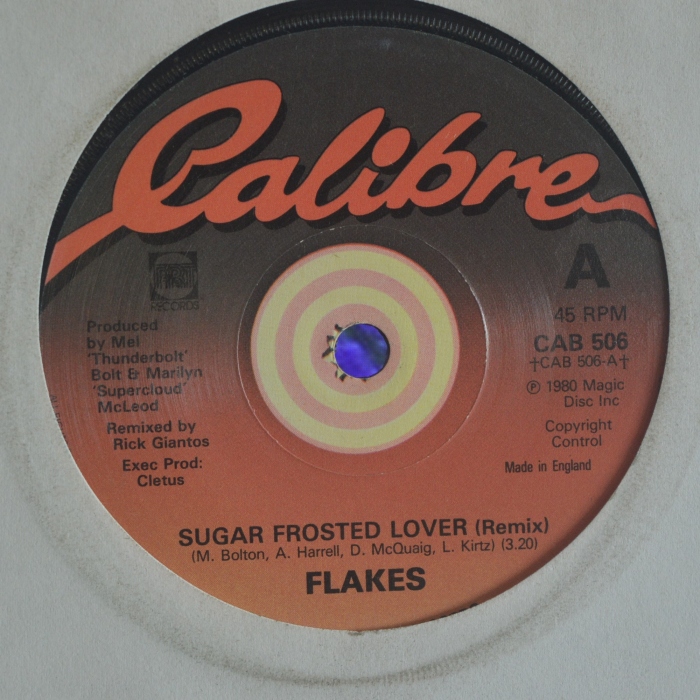 Calibre
RECORDS
A
45 RPM
CAB 506
†CAB 506-A†
℗ 1980 Magic
Disc Inc
Copyright
Control
Made in England
Produced
by Mel
'Thunderbolt'
Bolt & Marilyn
'Supercloud'
McLeod
Remixed by
Rick Giantos
Exec Prod:
Cletus
SUGAR FROSTED LOVER (Remix)
(M. Bolton, A. Harrell, D. McQuaig, L. Kirtz) (3.20)
FLAKES